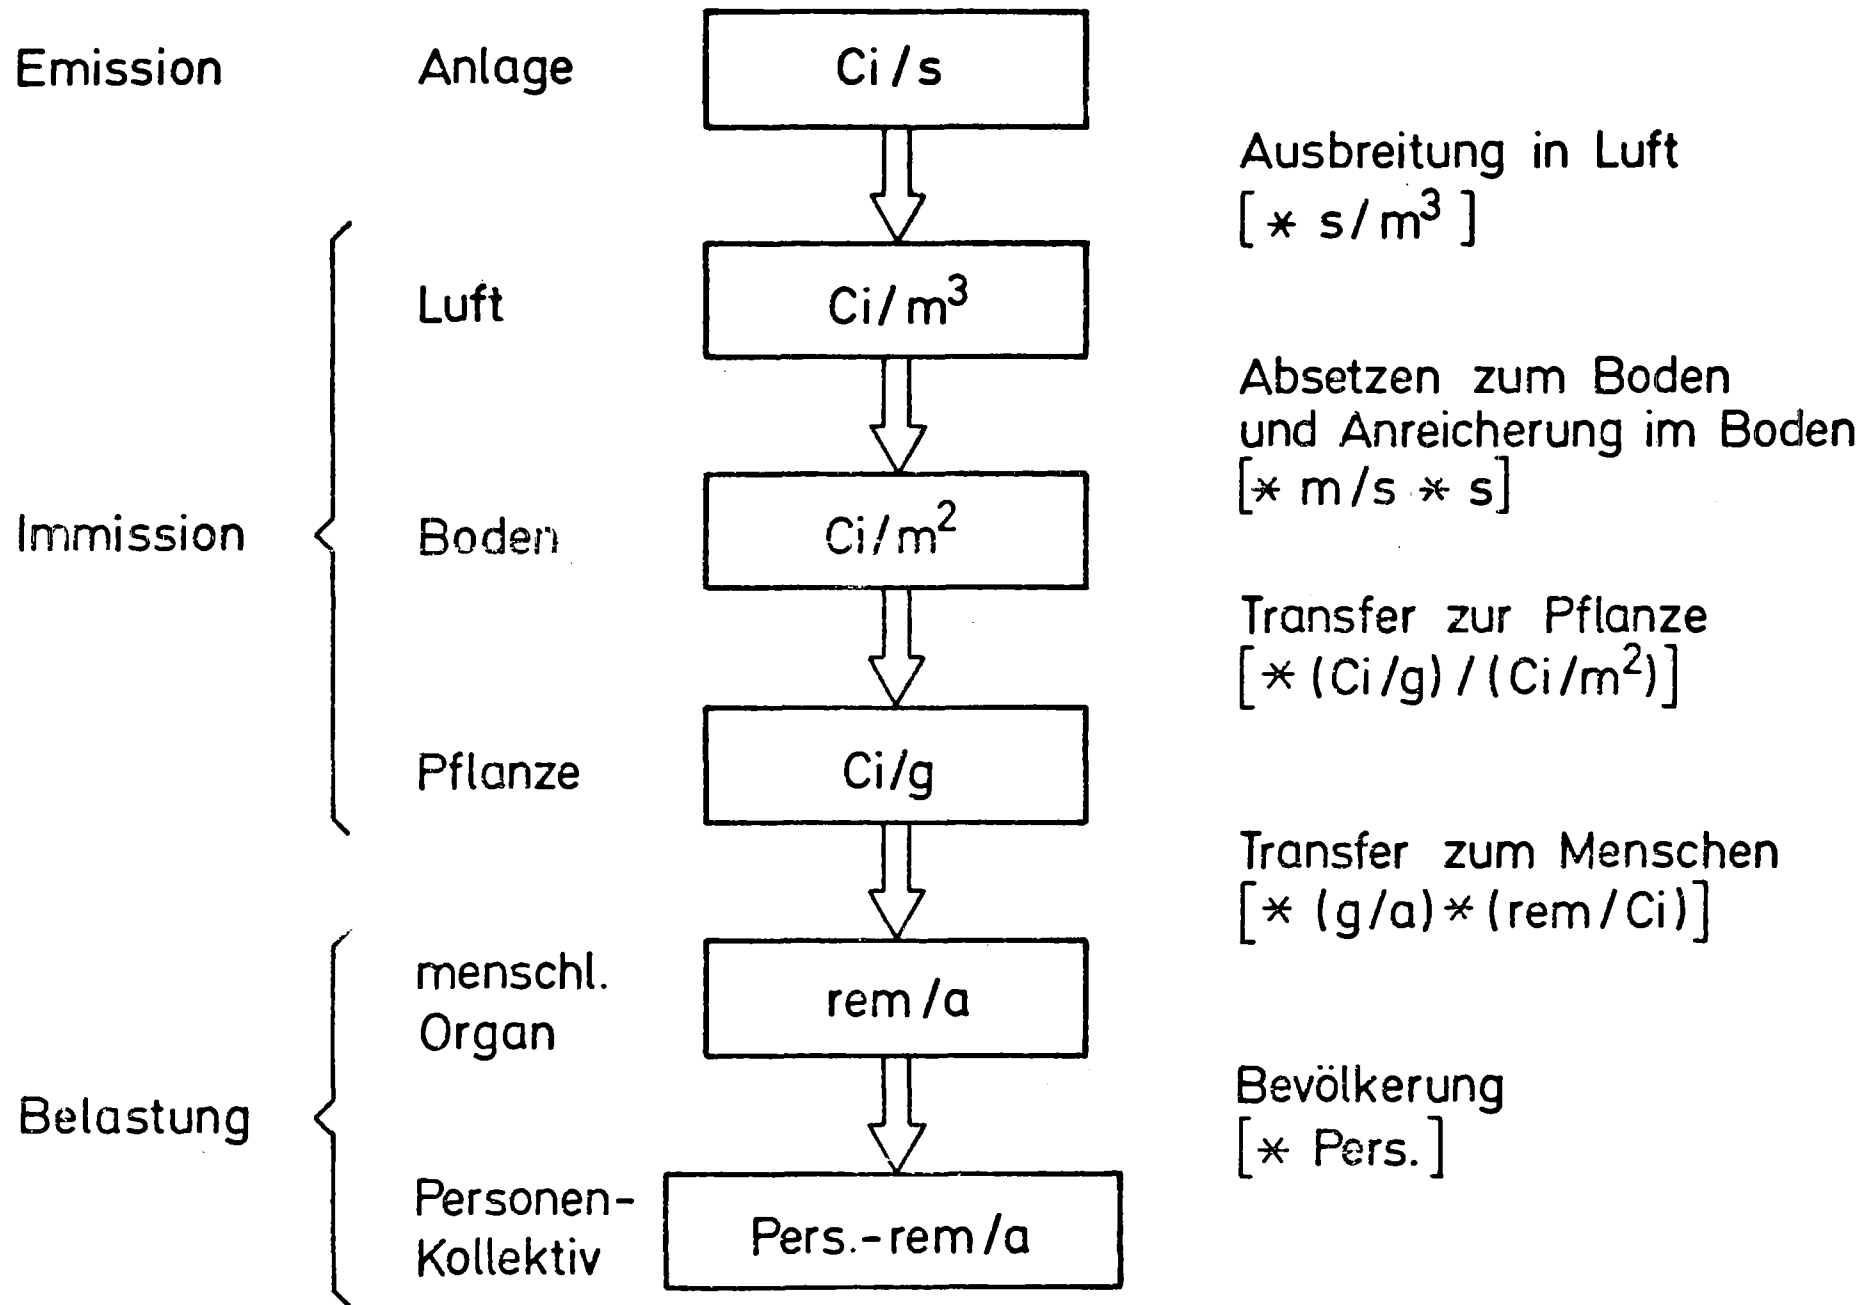 Emission Anlage Ci/s
Ausbreitung in Luft
[ * s/m³ ]
Luft Ci/m³
Absetzen zum Boden
und Anreicherung im Boden
[* m/s * s]
Immission Boden Ci/m²
Transfer zur Pflanze
[* (Ci/g) / (Ci/m²)]
Pflanze Ci/g
Transfer zum Menschen
[* (g/a) * (rem/Ci)]
menschl.
Organ
rem/a
Bevölkerung
[* Pers.]
Belastung
Personen-
Kollektiv
Pers.-rem/a